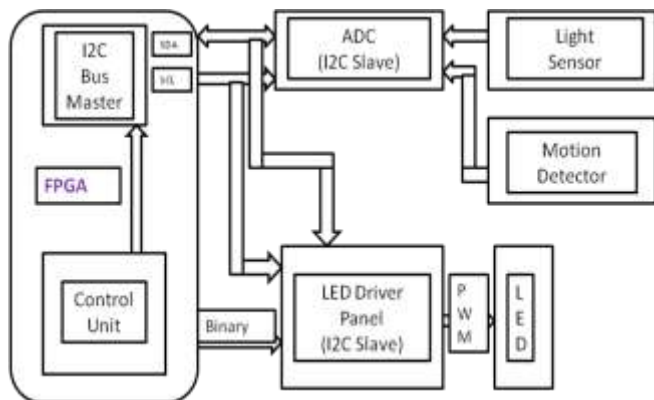 I2C
Bus
Master
SDA
ADC
(I2C Slave)
Light
Sensor
Motion
Detector
FPGA
Control
Unit
Binary
LED Driver
Panel
(I2C Slave)
P
W
M
L
E
D